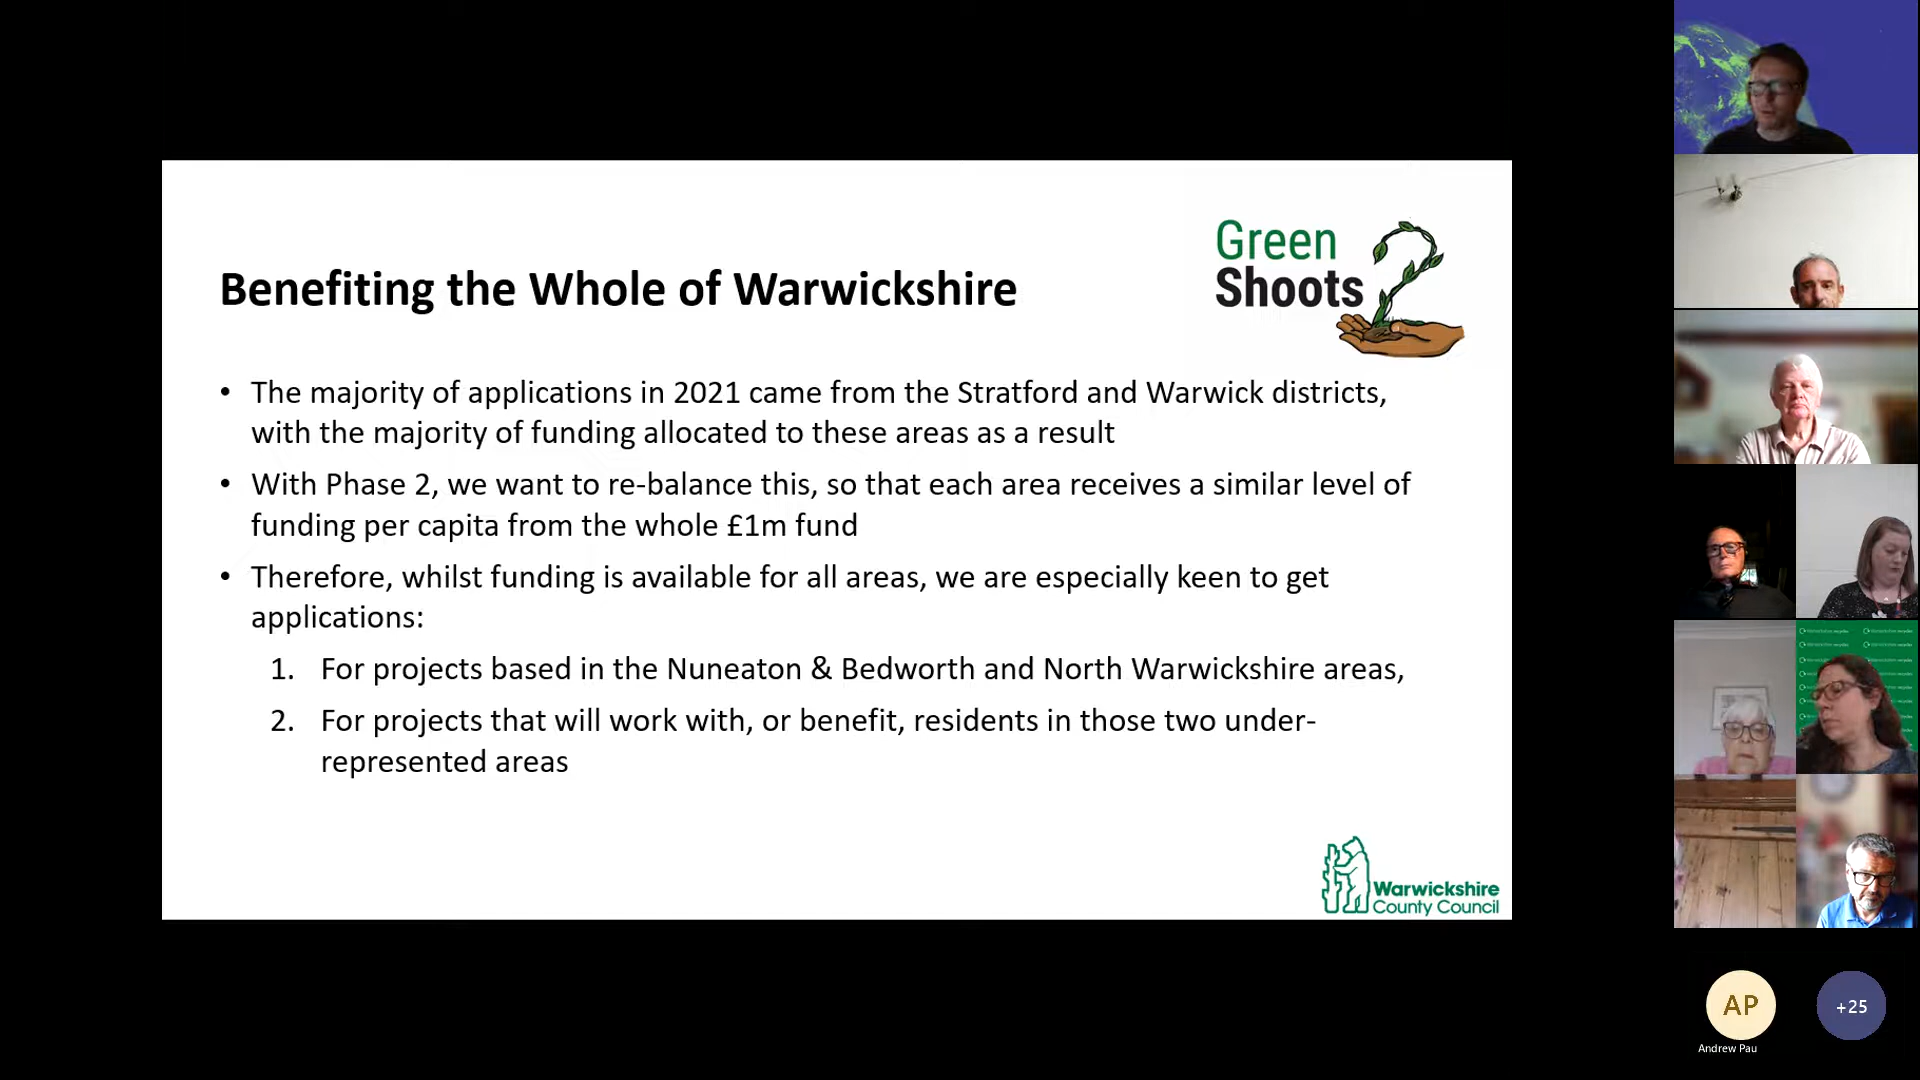 Green
Shoots
Benefiting the Whole of Warwickshire
• The majority of applications in 2021 came from the Stratford and Warwick districts,
with the majority of funding allocated to these areas as a result
• With Phase 2, we want to re-balance this, so that each area receives a similar level of
funding per capita from the whole £1m fund
• Therefore, whilst funding is available for all areas, we are especially keen to get
applications:
1. For projects based in the Nuneaton & Bedworth and North Warwickshire areas,
2. For projects that will work with, or benefit, residents in those two under-
represented areas
Warwickshire
County Council
AP
+25
Andrew Pau